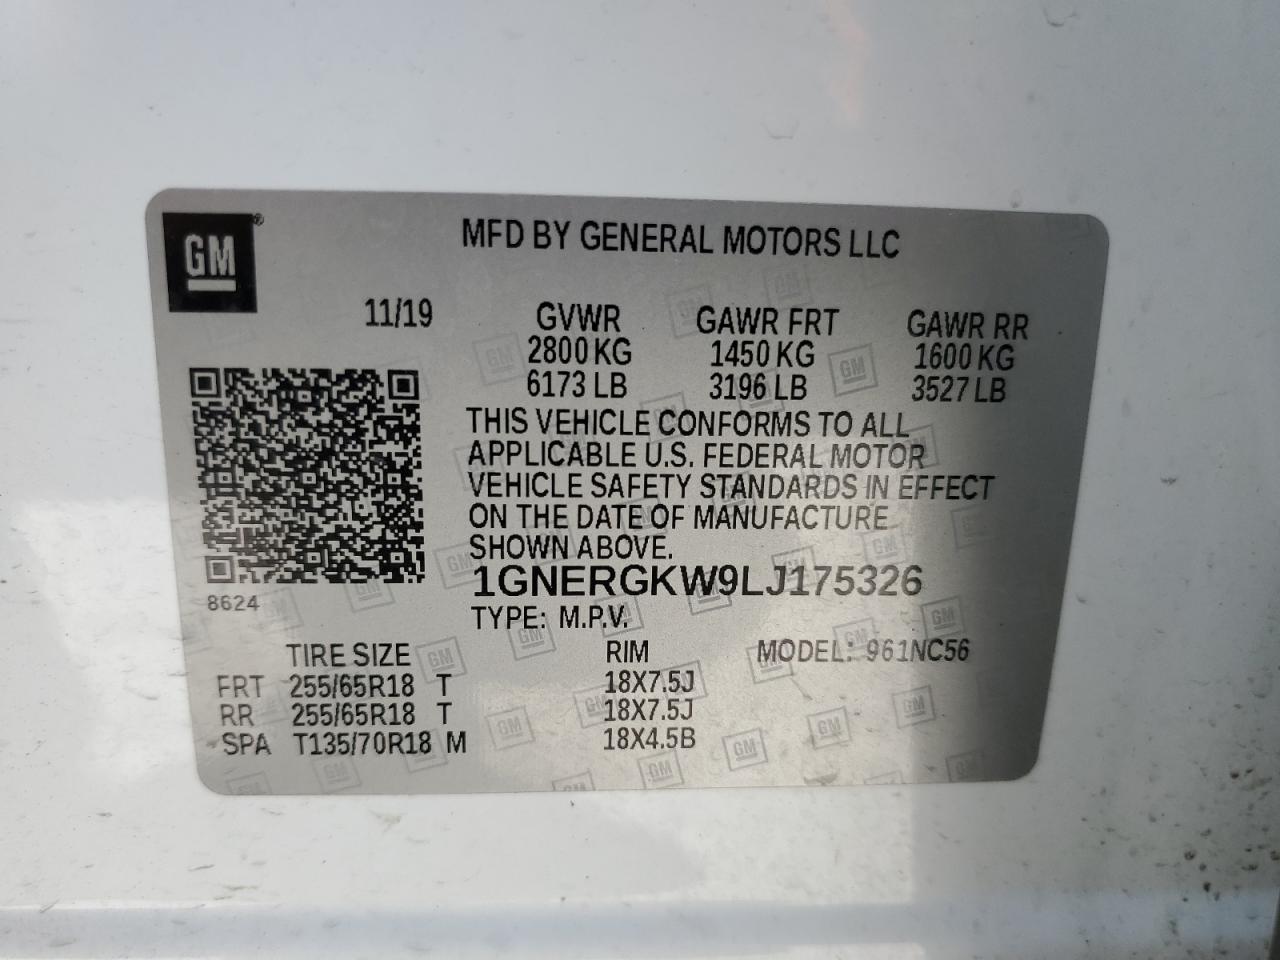 GM®
MFD BY GENERAL MOTORS LLC
11/19 GVWR GAWR FRT GAWR RR
2800 KG 1450 KG 1600 KG
6173 LB 3196 LB 3527 LB
THIS VEHICLE CONFORMS TO ALL
APPLICABLE U.S. FEDERAL MOTOR
VEHICLE SAFETY STANDARDS IN EFFECT
ON THE DATE OF MANUFACTURE
SHOWN ABOVE.
1GNERGKW9LJ175326
8624
TYPE: M.P.V.
TIRE SIZE RIM MODEL: 961NC56
FRT 255/65R18 T 18X7.5J
RR 255/65R18 T 18X7.5J
SPA T135/70R18 M 18X4.5B